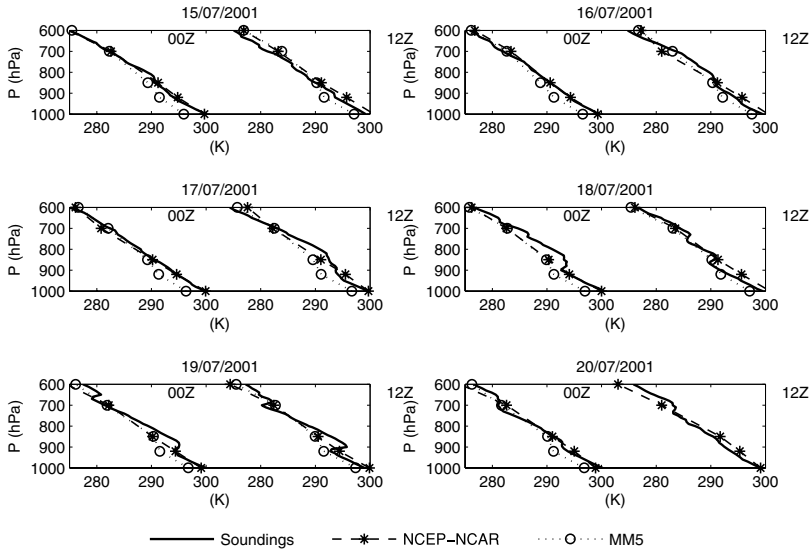 15/07/2001 16/07/2001
600 00Z 12Z 600 00Z 12Z
700 700
800 800
900 900
1000 1000
P (hPa) P (hPa)
280 290 300 280 290 300 280 290 300 280 290 300
(K) (K)
17/07/2001 18/07/2001
600 00Z 12Z 600 00Z 12Z
700 700
800 800
900 900
1000 1000
P (hPa) P (hPa)
280 290 300 280 290 300 280 290 300 280 290 300
(K) (K)
19/07/2001 20/07/2001
600 00Z 12Z 600 00Z 12Z
700 700
800 800
900 900
1000 1000
P (hPa) P (hPa)
280 290 300 280 290 300 280 290 300 280 290 300
(K) (K)
Soundings NCEP−NCAR MM5